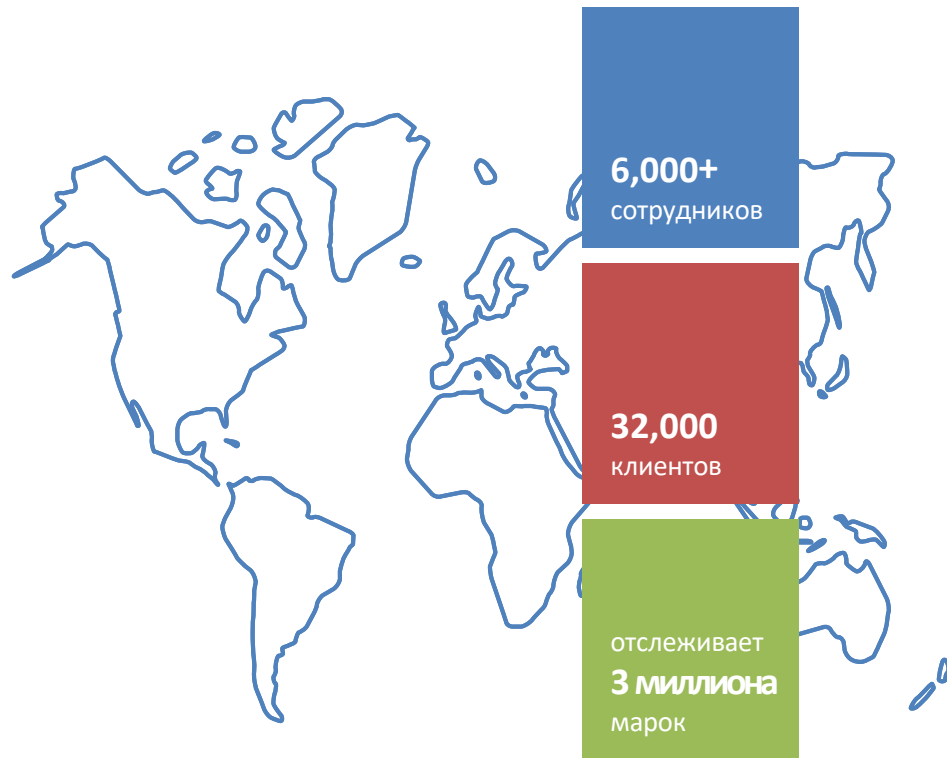 6,000+
сотрудников
32,000
клиентов
отслеживает
3 миллиона
марок